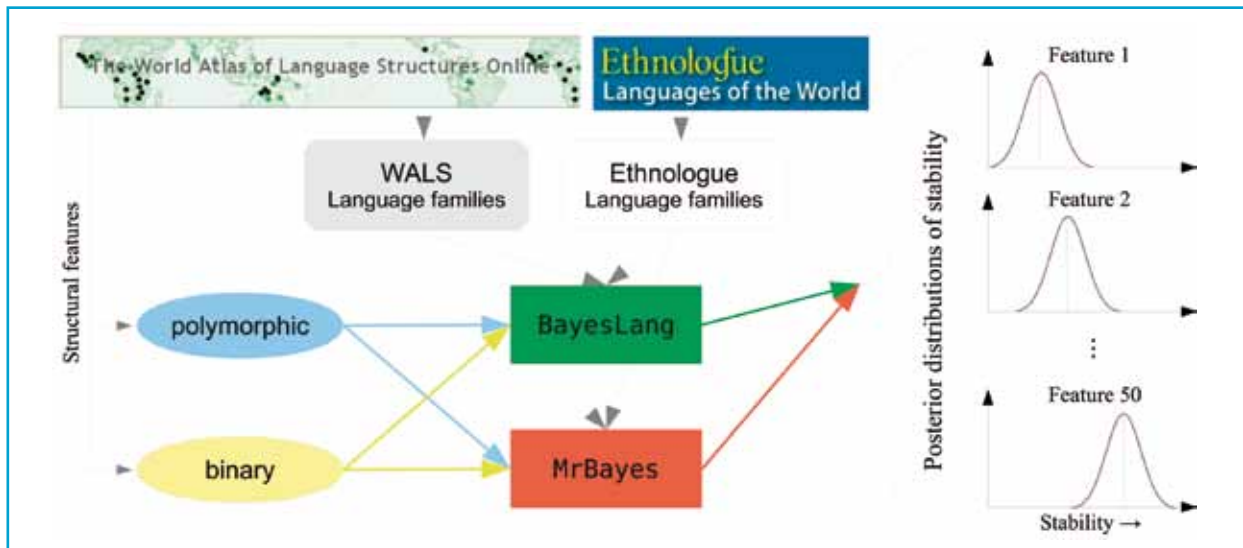 The World Atlas of Language Structures Online
Ethnologue
Languages of the World
WALS
Language families
Ethnologue
Language families
Structural features
polymorphic
binary
BayesLang
MrBayes
Posterior distributions of stability
Feature 1
Feature 2
⋮
Feature 50
Stability →